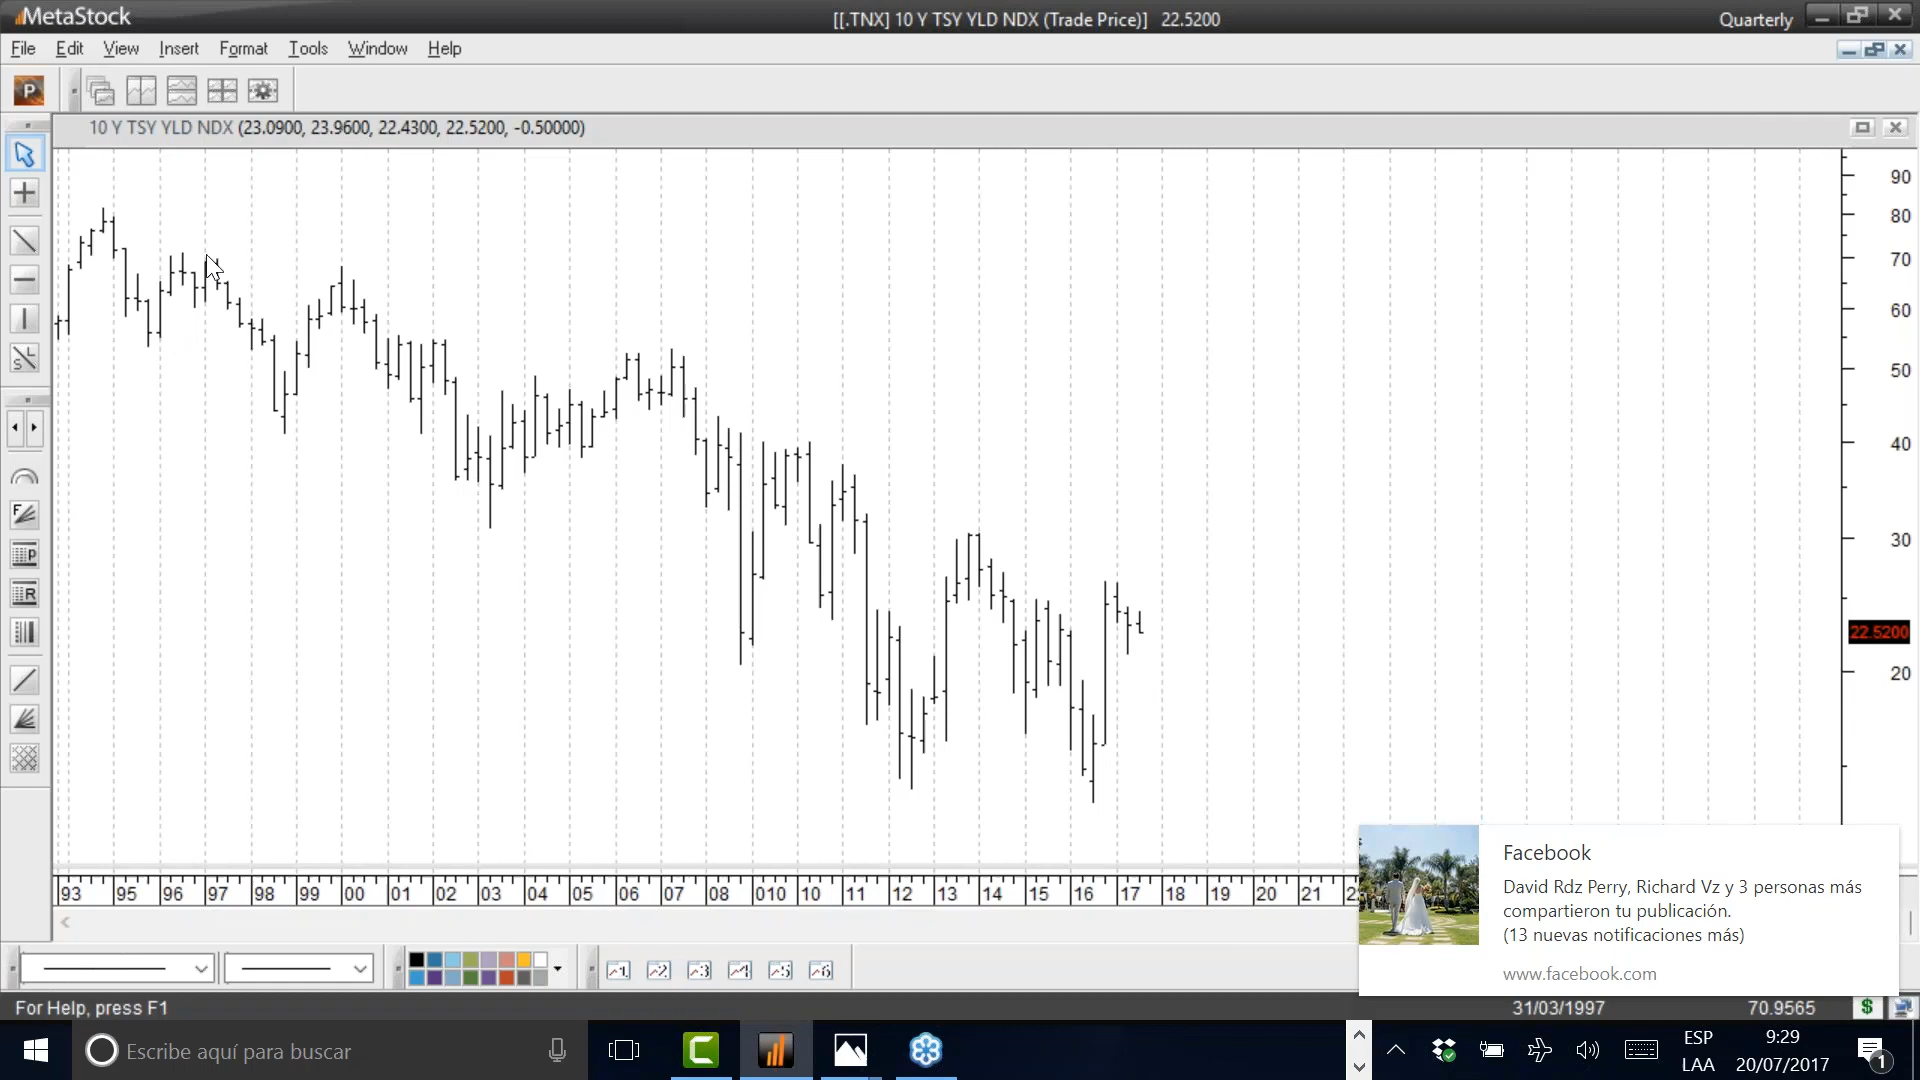 MetaStock
[[.TNX] 10 Y TSY YLD NDX (Trade Price)] 22.5200
Quarterly
File Edit View Insert Format Tools Window Help
P
10 Y TSY YLD NDX (23.0900, 23.9600, 22.4300, 22.5200, -0.50000)
90
80
70
60
50
40
30
22.5200
20
93 95 96 97 98 99 00 01 02 03 04 05 06 07 08 010 11 12 13 14 15 16 17 18 19 20 21
Facebook
David Rdz Perry, Richard Vz y 3 personas más
compartieron tu publicación.
(13 nuevas notificaciones más)
www.facebook.com
For Help, press F1
31/03/1997
70.9565
$
Escribe aquí para buscar
ESP
LAA
9:29
20/07/2017
1